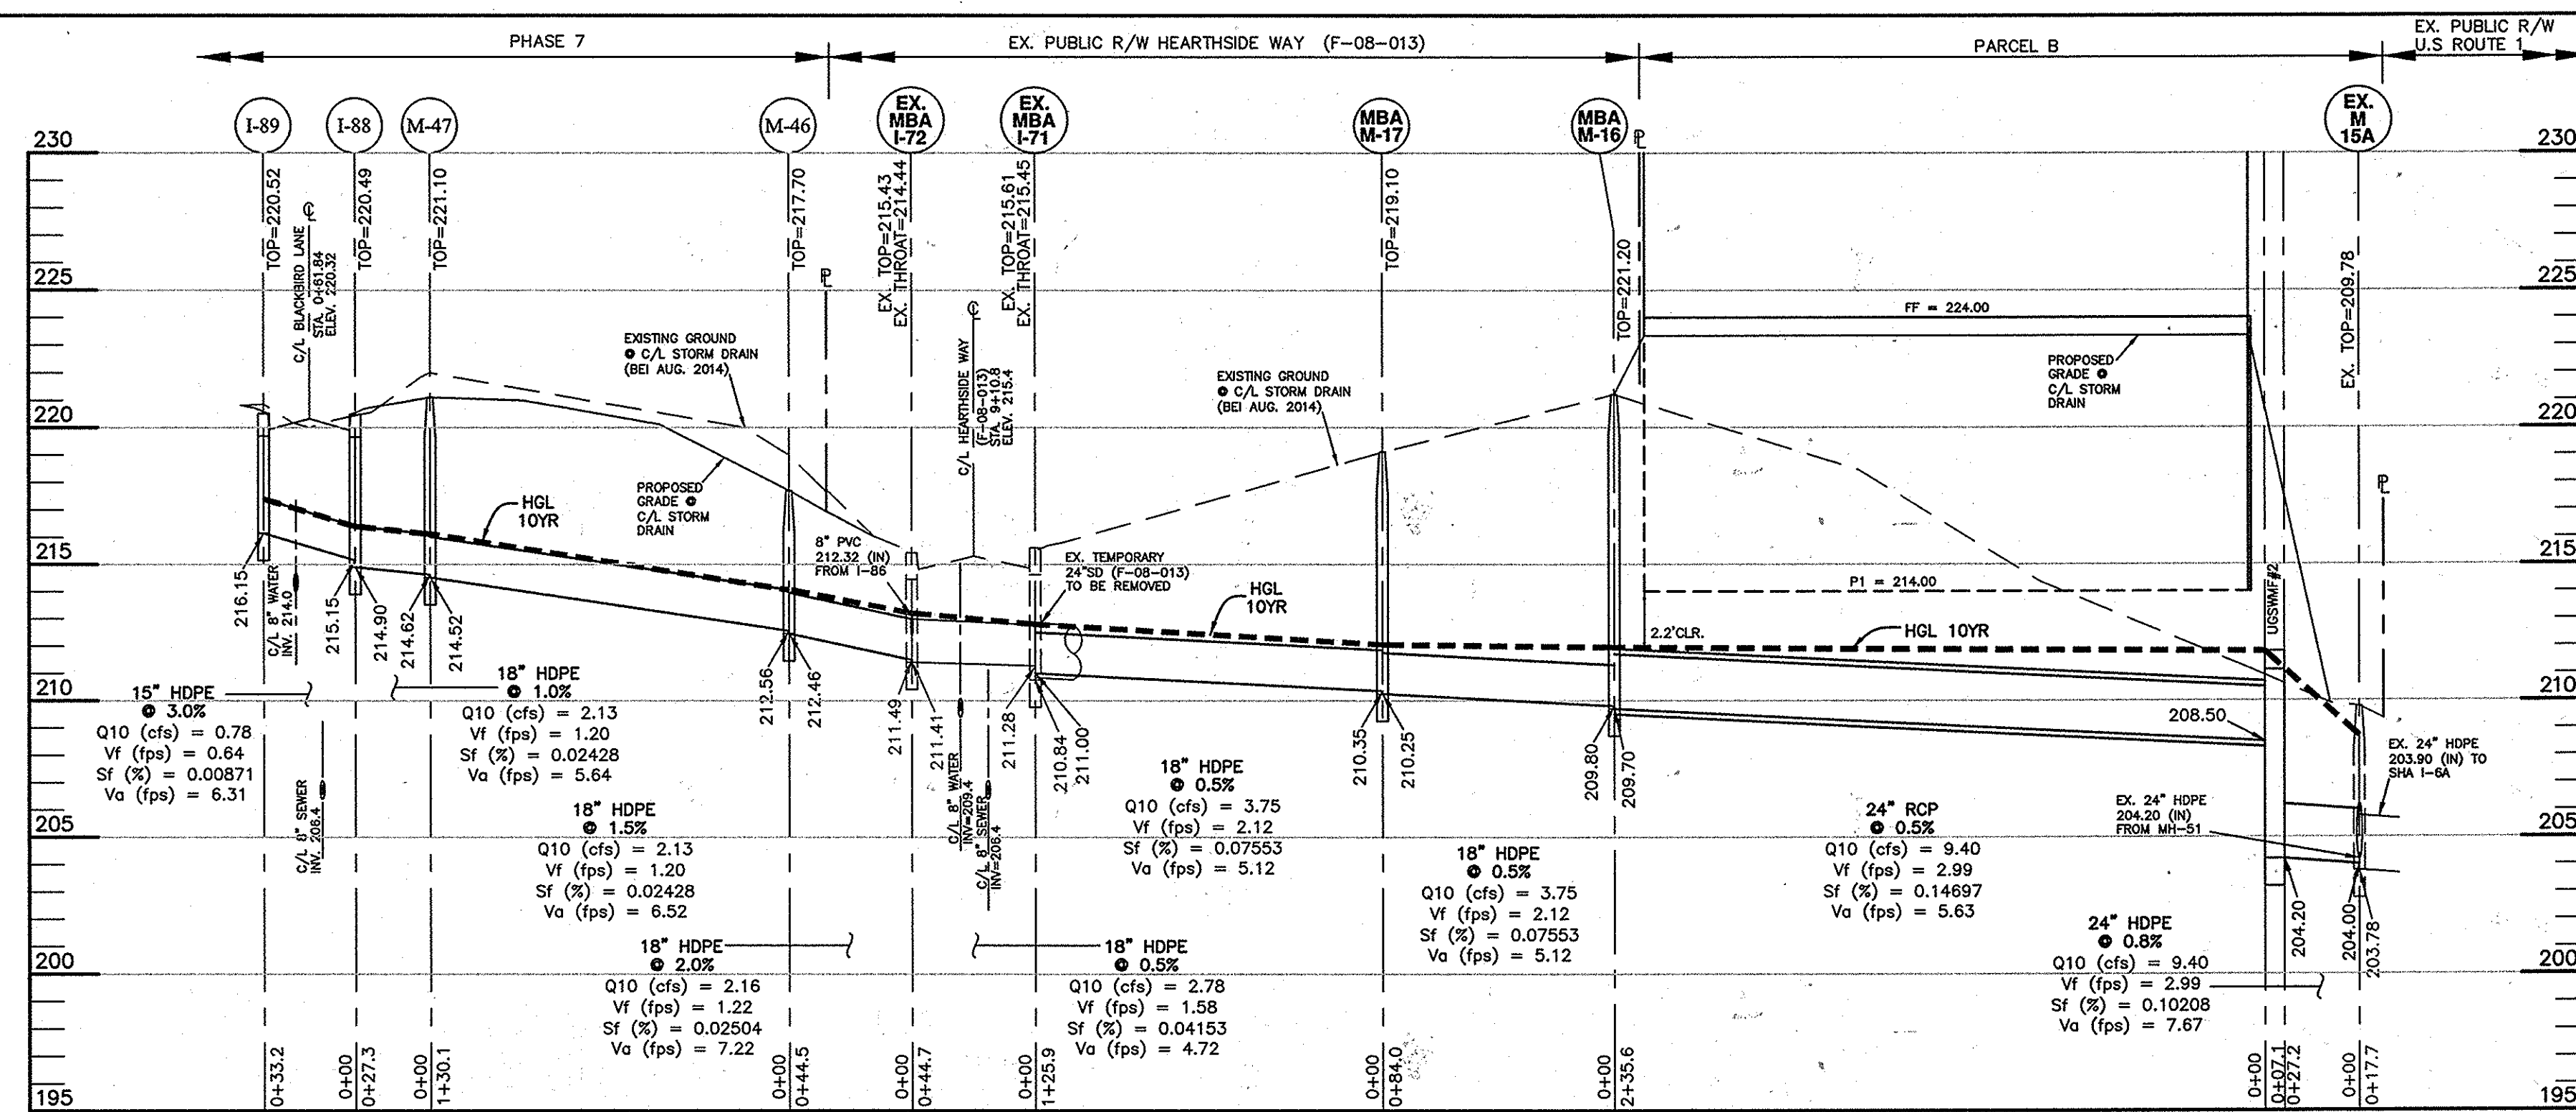 PHASE 7
EX. PUBLIC R/W HEARTHSIDE WAY (F-08-013)
PARCEL B
EX. PUBLIC R/W
U.S ROUTE 1
I-89
I-88
M-47
M-46
EX.
MBA
I-72
EX.
MBA
I-71
MBA
M-17
MBA
M-16
EX.
M
15A
230
230
225
225
220
220
215
215
210
210
205
205
200
200
195
195
TOP=220.52
C/L BLACKBIRD LANE
STA. 0+61.84
ELEV. 220.32
TOP=220.49
TOP=221.10
TOP=217.70
EX. TOP=215.43
EX. THROAT=214.44
EX. TOP=215.61
EX. THROAT=215.45
TOP=219.10
TOP=221.20
EX. TOP=209.78
EXISTING GROUND
@ C/L STORM DRAIN
(BEI AUG. 2014)
C/L HEARTHSIDE WAY
(F-08-013)
STA. 9+10.8
ELEV. 215.4
EXISTING GROUND
@ C/L STORM DRAIN
(BEI AUG. 2014)
FF = 224.00
PROPOSED
GRADE @
C/L STORM
DRAIN
PROPOSED
GRADE @
C/L STORM
DRAIN
HGL
10YR
8" PVC
212.32 (IN)
FROM I-86
EX. TEMPORARY
24"SD (F-08-013)
TO BE REMOVED
HGL
10YR
P1 = 214.00
2.2'CLR.
HGL 10YR
UGSWMF#2
216.15
C/L 8" WATER
INV. 214.0
215.15
214.90
214.62
214.52
212.56
212.46
211.49
211.41
211.28
210.84
211.00
210.35
210.25
209.80
209.70
208.50
204.20
204.00
203.78
C/L 8" SEWER
INV. 206.4
C/L 8" WATER
INV=209.4
C/L 8" SEWER
INV=206.4
EX. 24" HDPE
203.90 (IN) TO
SHA I-6A
EX. 24" HDPE
204.20 (IN)
FROM MH-51
15" HDPE
@ 3.0%
Q10 (cfs) = 0.78
Vf (fps) = 0.64
Sf (%) = 0.00871
Va (fps) = 6.31
18" HDPE
@ 1.0%
Q10 (cfs) = 2.13
Vf (fps) = 1.20
Sf (%) = 0.02428
Va (fps) = 5.64
18" HDPE
@ 1.5%
Q10 (cfs) = 2.13
Vf (fps) = 1.20
Sf (%) = 0.02428
Va (fps) = 6.52
18" HDPE
@ 2.0%
Q10 (cfs) = 2.16
Vf (fps) = 1.22
Sf (%) = 0.02504
Va (fps) = 7.22
18" HDPE
@ 0.5%
Q10 (cfs) = 2.78
Vf (fps) = 1.58
Sf (%) = 0.04153
Va (fps) = 4.72
18" HDPE
@ 0.5%
Q10 (cfs) = 3.75
Vf (fps) = 2.12
Sf (%) = 0.07553
Va (fps) = 5.12
18" HDPE
@ 0.5%
Q10 (cfs) = 3.75
Vf (fps) = 2.12
Sf (%) = 0.07553
Va (fps) = 5.12
24" RCP
@ 0.5%
Q10 (cfs) = 9.40
Vf (fps) = 2.99
Sf (%) = 0.14697
Va (fps) = 5.63
24" HDPE
@ 0.8%
Q10 (cfs) = 9.40
Vf (fps) = 2.99
Sf (%) = 0.10208
Va (fps) = 7.67
0+33.2
0+00
0+27.3
0+00
1+30.1
0+00
0+44.5
0+00
0+44.7
0+00
1+25.9
0+00
0+84.0
0+00
2+35.6
0+00
0+07.1
0+27.2
0+00
0+17.7